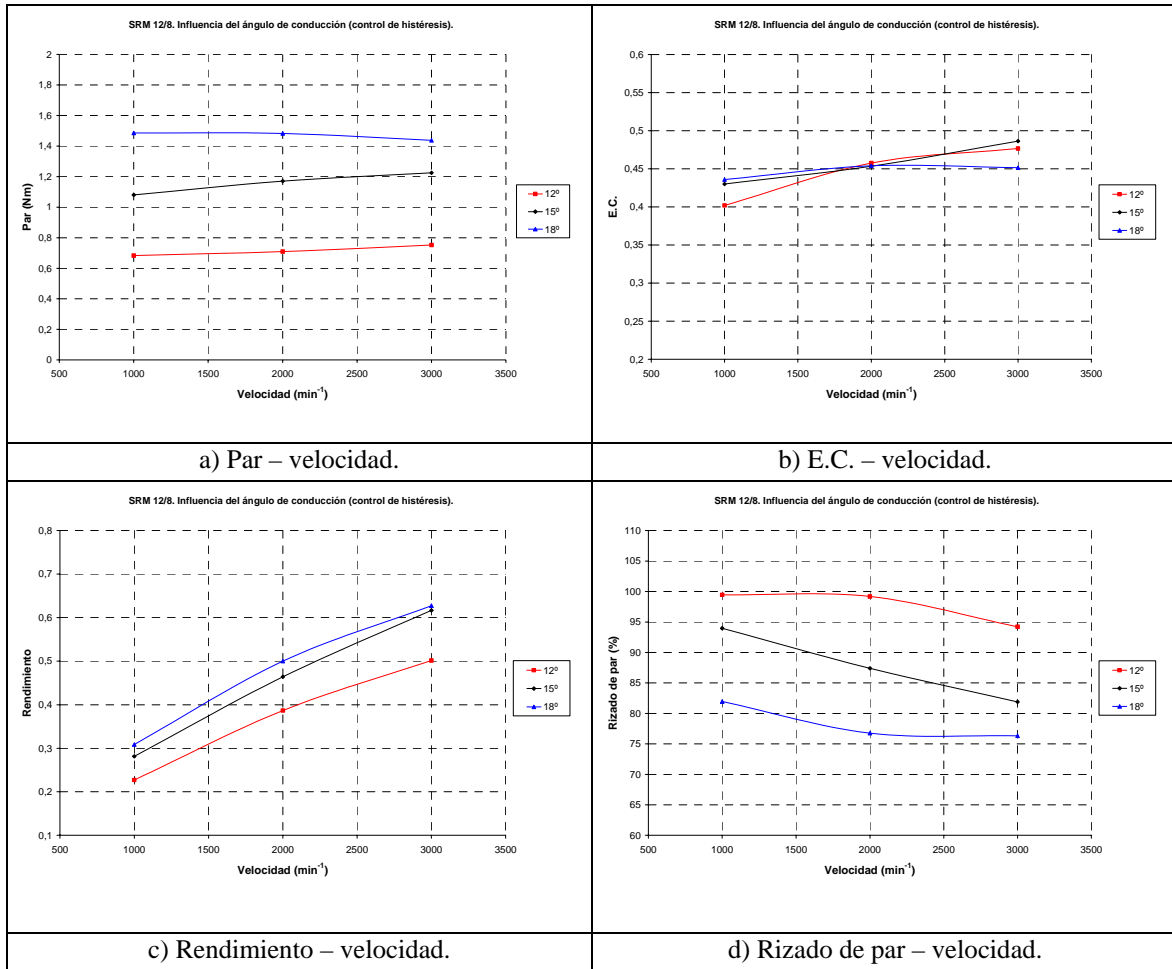 SRM 12/8. Influencia del ángulo de conducción (control de histéresis).
Par (Nm)
2
1,8
1,6
1,4
1,2
1
0,8
0,6
0,4
0,2
0
500 1000 1500 2000 2500 3000 3500
Velocidad (min-1)
12º
15º
18º
a) Par – velocidad.
SRM 12/8. Influencia del ángulo de conducción (control de histéresis).
E.C.
0,6
0,55
0,5
0,45
0,4
0,35
0,3
0,25
0,2
500 1000 1500 2000 2500 3000 3500
Velocidad (min-1)
12º
15º
18º
b) E.C. – velocidad.
SRM 12/8. Influencia del ángulo de conducción (control de histéresis).
Rendimiento
0,8
0,7
0,6
0,5
0,4
0,3
0,2
0,1
500 1000 1500 2000 2500 3000 3500
Velocidad (min-1)
12º
15º
18º
c) Rendimiento – velocidad.
SRM 12/8. Influencia del ángulo de conducción (control de histéresis).
Rizado de par (%)
110
105
100
95
90
85
80
75
70
65
60
500 1000 1500 2000 2500 3000 3500
Velocidad (min-1)
12º
15º
18º
d) Rizado de par – velocidad.